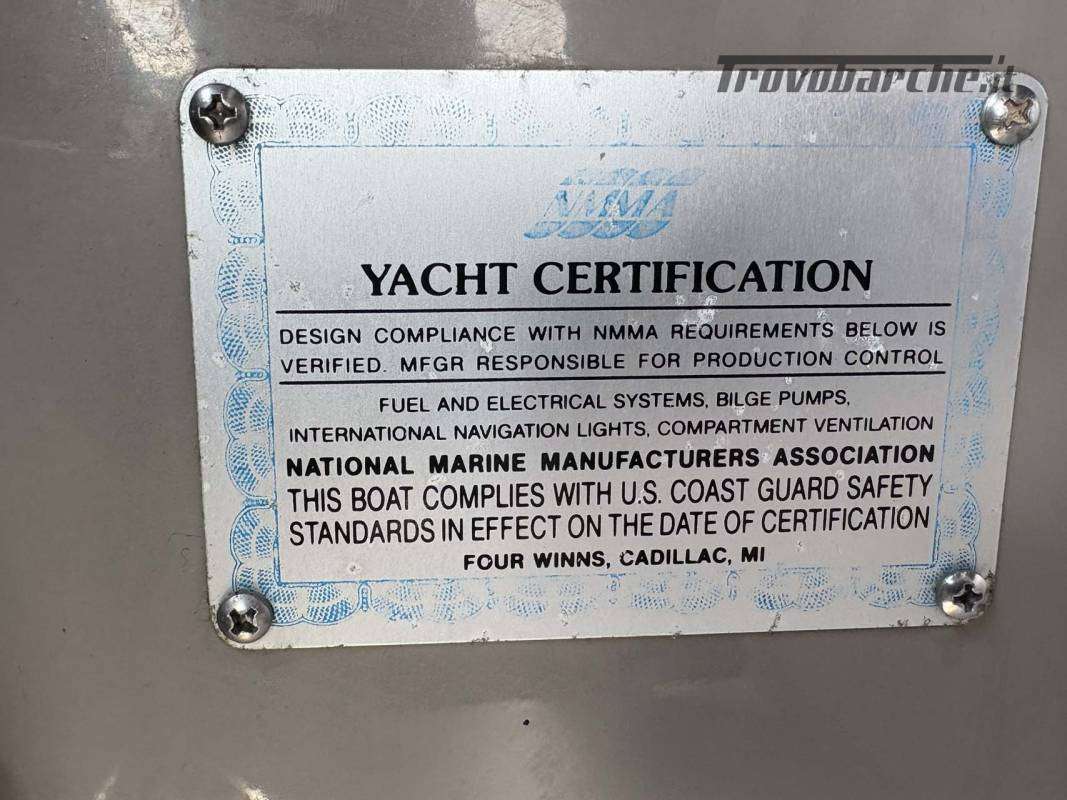 Trovobarche.it
NMMA
YACHT CERTIFICATION
DESIGN COMPLIANCE WITH NMMA REQUIREMENTS BELOW IS
VERIFIED. MFGR RESPONSIBLE FOR PRODUCTION CONTROL
FUEL AND ELECTRICAL SYSTEMS, BILGE PUMPS,
INTERNATIONAL NAVIGATION LIGHTS, COMPARTMENT VENTILATION
NATIONAL MARINE MANUFACTURERS ASSOCIATION
THIS BOAT COMPLIES WITH U.S. COAST GUARD SAFETY
STANDARDS IN EFFECT ON THE DATE OF CERTIFICATION
FOUR WINNS, CADILLAC, MI